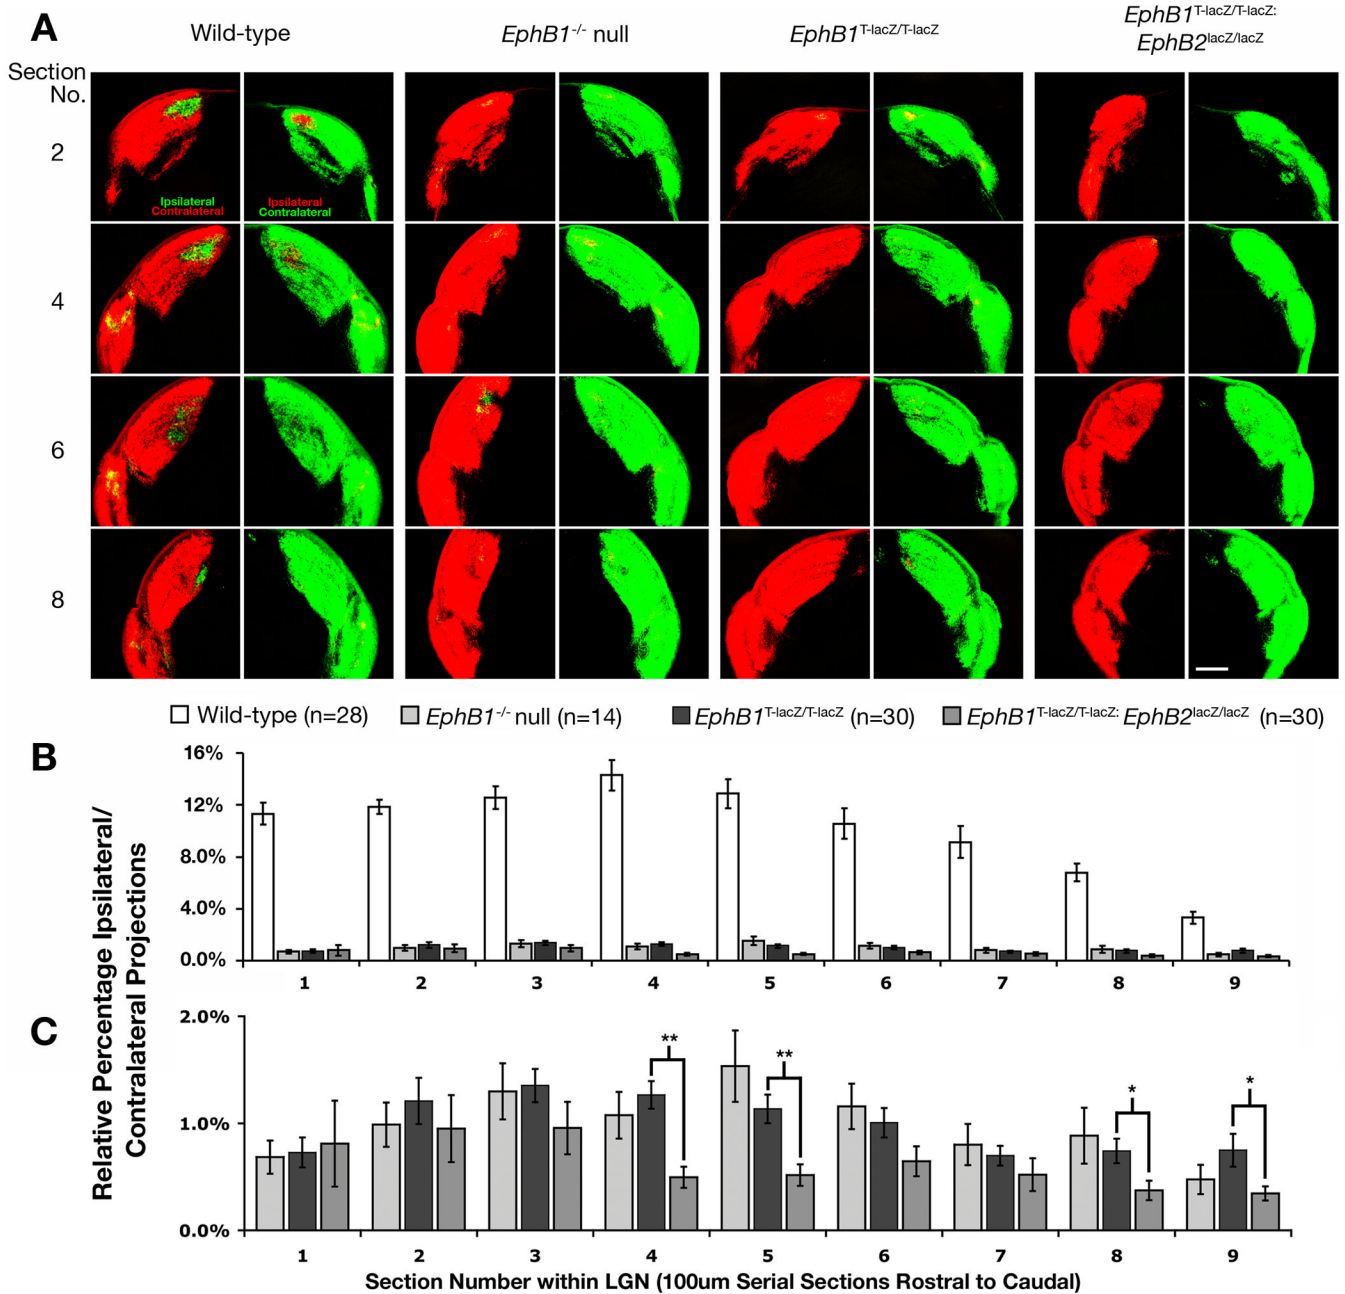 A
Wild-type
EphB1-/- null
EphB1T-lacZ/T-lacZ
EphB1T-lacZ/T-lacZ:
EphB2lacZ/lacZ
Section
No.
2
Ipsilateral
Contralateral
Ipsilateral
Contralateral
4
6
8
Wild-type (n=28)
EphB1-/- null (n=14)
EphB1T-lacZ/T-lacZ (n=30)
EphB1T-lacZ/T-lacZ: EphB2lacZ/lacZ (n=30)
B
Relative Percentage Ipsilateral/
Contralateral Projections
16%
12%
8.0%
4.0%
0.0%
1 2 3 4 5 6 7 8 9
C
2.0%
1.0%
0.0%
** ** * *
1 2 3 4 5 6 7 8 9
Section Number within LGN (100um Serial Sections Rostral to Caudal)